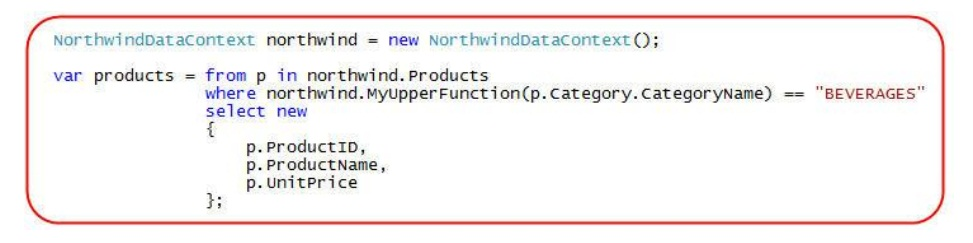 NorthwindDataContext northwind = new NorthwindDataContext();
var products = from p in northwind.Products
where northwind.MyUpperFunction(p.Category.CategoryName) == "BEVERAGES"
select new
{
p.ProductID,
p.ProductName,
p.UnitPrice
};